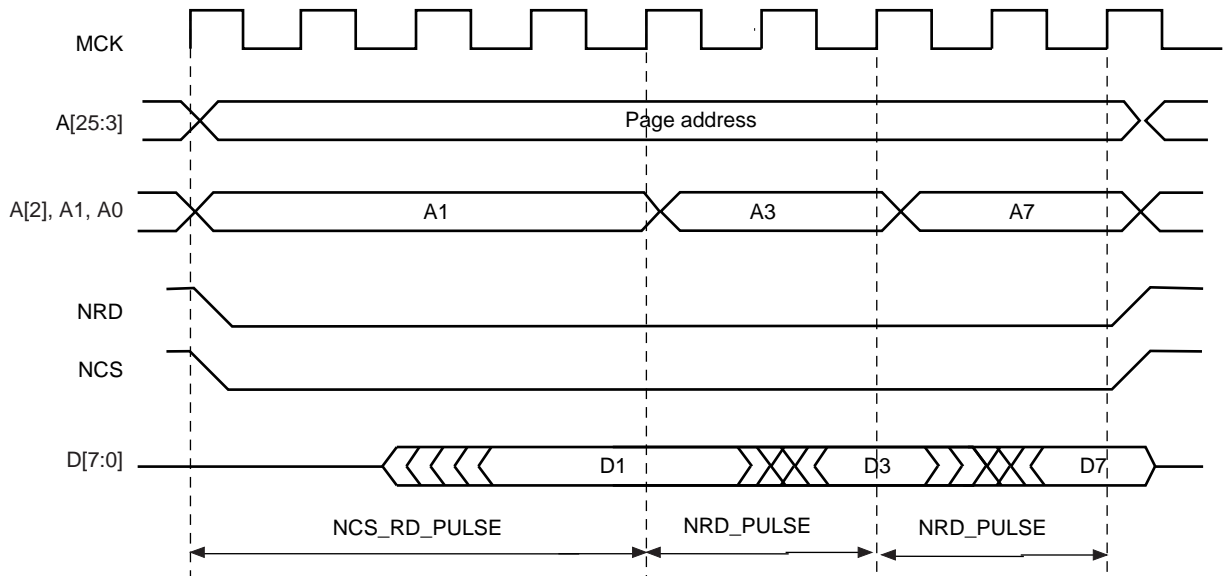 MCK
A[25:3]
Page address
A[2], A1, A0
A1
A3
A7
NRD
NCS
D[7:0]
D1
D3
D7
NCS_RD_PULSE
NRD_PULSE
NRD_PULSE